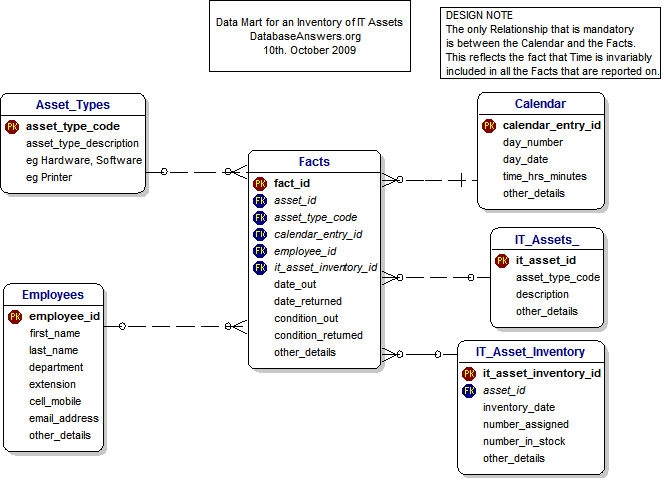 Data Mart for an Inventory of IT Assets
DatabaseAnswers.org
10th. October 2009
DESIGN NOTE
The only Relationship that is mandatory
is between the Calendar and the Facts.
This reflects the fact that Time is invariably
included in all the Facts that are reported on.
Asset_Types
PK asset_type_code
asset_type_description
eg Hardware, Software
eg Printer
Facts
PK fact_id
FK asset_id
FK asset_type_code
FK calendar_entry_id
FK employee_id
FK it_asset_inventory_id
date_out
date_returned
condition_out
condition_returned
other_details
Calendar
PK calendar_entry_id
day_number
day_date
time_hrs_minutes
other_details
IT_Assets_
PK it_asset_id
asset_type_code
description
other_details
Employees
PK employee_id
first_name
last_name
department
extension
cell_mobile
email_address
other_details
IT_Asset_Inventory
PK it_asset_inventory_id
FK asset_id
inventory_date
number_assigned
number_in_stock
other_details